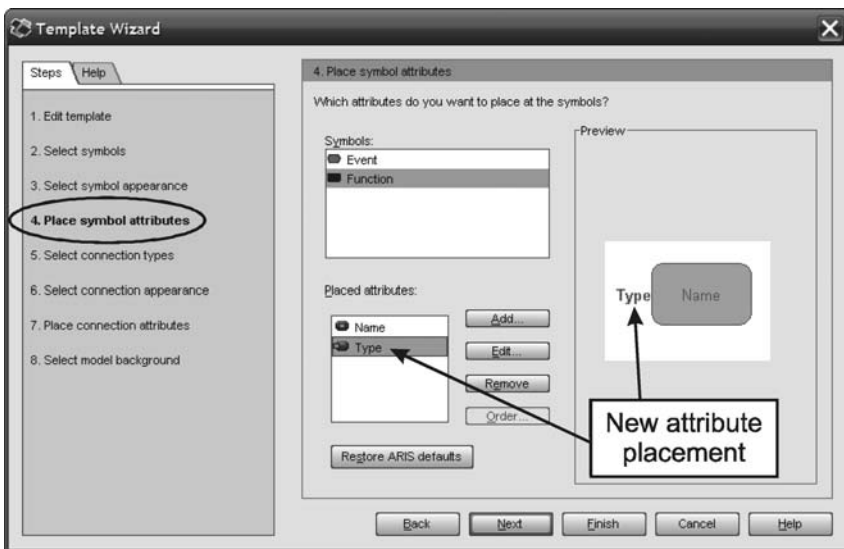 Template Wizard
Steps Help
1. Edit template
2. Select symbols
3. Select symbol appearance
4. Place symbol attributes
5. Select connection types
6. Select connection appearance
7. Place connection attributes
8. Select model background
4. Place symbol attributes
Which attributes do you want to place at the symbols?
Symbols:
Event
Function
Placed attributes:
Name
Type
Add...
Edit...
Remove
Order...
Restore ARIS defaults
Preview
Type Name
New attribute
placement
Back Next Finish Cancel Help